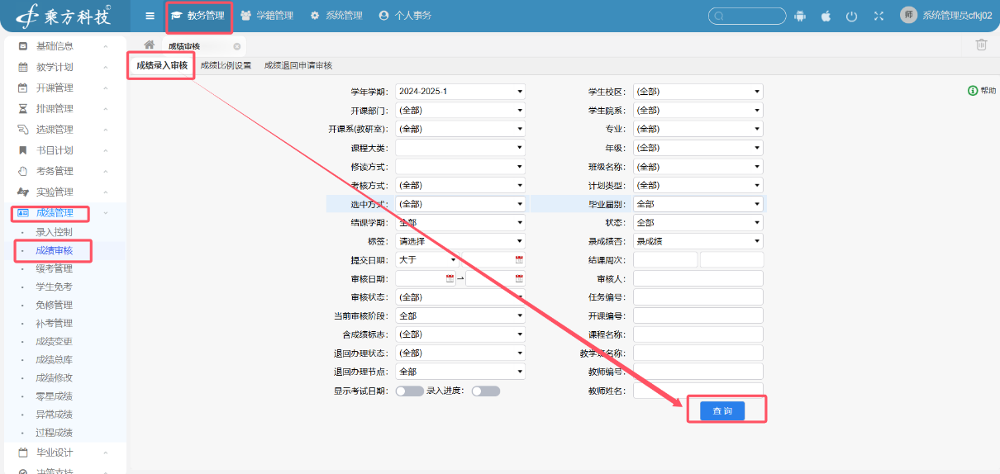 乘方科技®
教务管理 学籍管理 系统管理 个人事务
师 系统管理员cfkj02
基础信息
教学计划
开课管理
排课管理
选课管理
书目计划
考务管理
实验管理
成绩管理
录入控制
成绩审核
缓考管理
学生免考
免修管理
补考管理
成绩变更
成绩总库
成绩修改
零星成绩
异常成绩
过程成绩
毕业设计
决策支持
成绩审核
成绩录入审核 成绩比例设置 成绩退回申请审核
帮助
学年学期： 2024-2025-1 学生校区： (全部)
开课部门： (全部) 学生院系： (全部)
开课系(教研室)： (全部) 专业： (全部)
课程大类： 年级： (全部)
修读方式： 班级名称： (全部)
考核方式： (全部) 计划类型： (全部)
选中方式： (全部) 毕业届别： 全部
结课学期： 全部 状态： 全部
标签： 请选择 录成绩否： 录成绩
提交日期： 大于 结课周次：
审核日期： → 审核人：
审核状态： (全部) 任务编号：
当前审核阶段： 全部 开课编号：
含成绩标志： (全部) 课程名称：
退回办理状态： (全部) 教学班名称：
退回办理节点： 全部 教师编号：
显示考试日期： 录入进度： 教师姓名：
查询